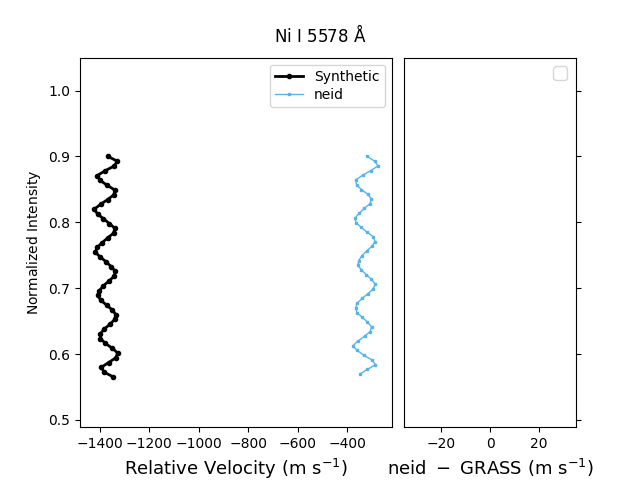 Ni I 5578 Å
Synthetic
neid
Normalized Intensity
1.0
0.9
0.8
0.7
0.6
0.5
−1400 −1200 −1000 −800 −600 −400
−20 0 20
Relative Velocity (m s⁻¹)
neid − GRASS (m s⁻¹)